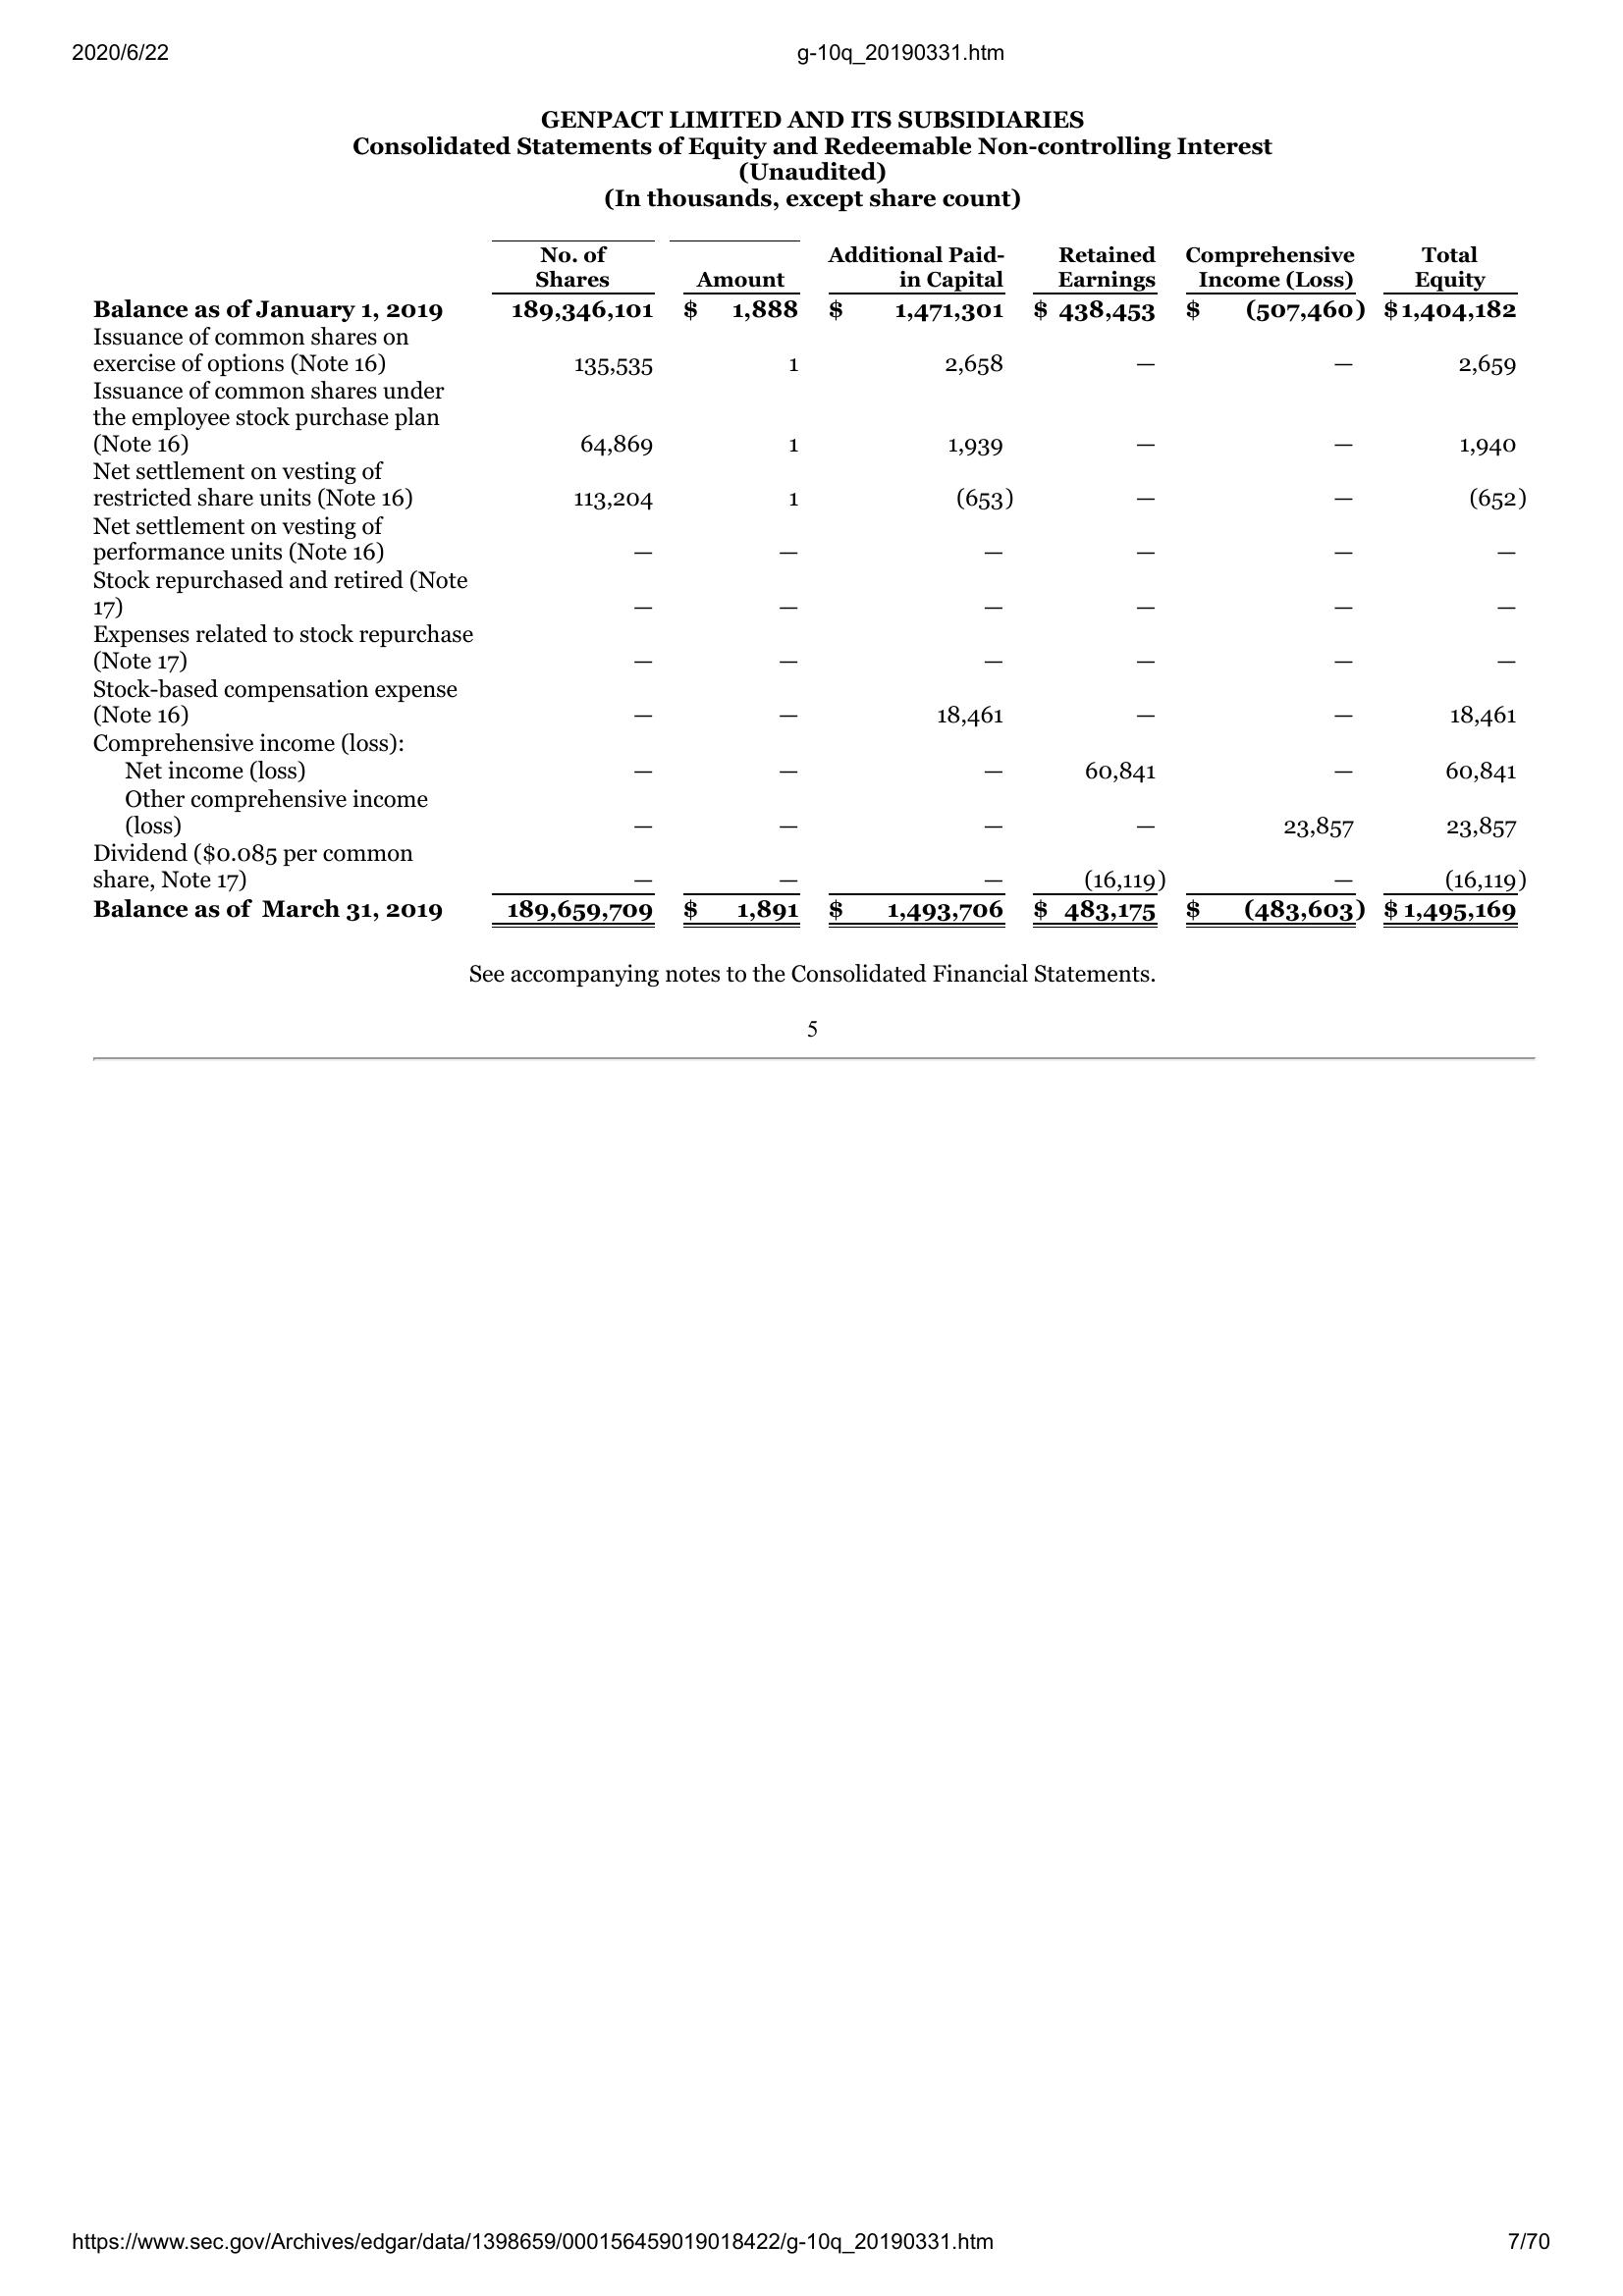 2020/6/22 g-10q_20190331.htm
GENPACT LIMITED AND ITS SUBSIDIARIES
Consolidated Statements of Equity and Redeemable Non-controlling Interest
(Unaudited)
(In thousands, except share count)
No. of Additional Paid- Retained Comprehensive Total
Shares Amount in Capital Earnings Income (Loss) Equity
Balance as of January 1, 2019 189,346,101 $ 1,888 $ 1,471,301 $ 438,453 $ (507,460) $ 1,404,182
Issuance of common shares on
exercise of options (Note 16) 135,535 1 2,658 — — 2,659
Issuance of common shares under
the employee stock purchase plan
(Note 16) 64,869 1 1,939 — — 1,940
Net settlement on vesting of
restricted share units (Note 16) 113,204 1 (653) — — (652)
Net settlement on vesting of
performance units (Note 16) — — — — — —
Stock repurchased and retired (Note
17) — — — — — —
Expenses related to stock repurchase
(Note 17) — — — — — —
Stock-based compensation expense
(Note 16) — — 18,461 — — 18,461
Comprehensive income (loss):
Net income (loss) — — — 60,841 — 60,841
Other comprehensive income
(loss) — — — — 23,857 23,857
Dividend ($0.085 per common
share, Note 17) — — — (16,119) — (16,119)
Balance as of March 31, 2019 189,659,709 $ 1,891 $ 1,493,706 $ 483,175 $ (483,603) $ 1,495,169
See accompanying notes to the Consolidated Financial Statements.
5
https://www.sec.gov/Archives/edgar/data/1398659/000156459019018422/g-10q_20190331.htm 7/70